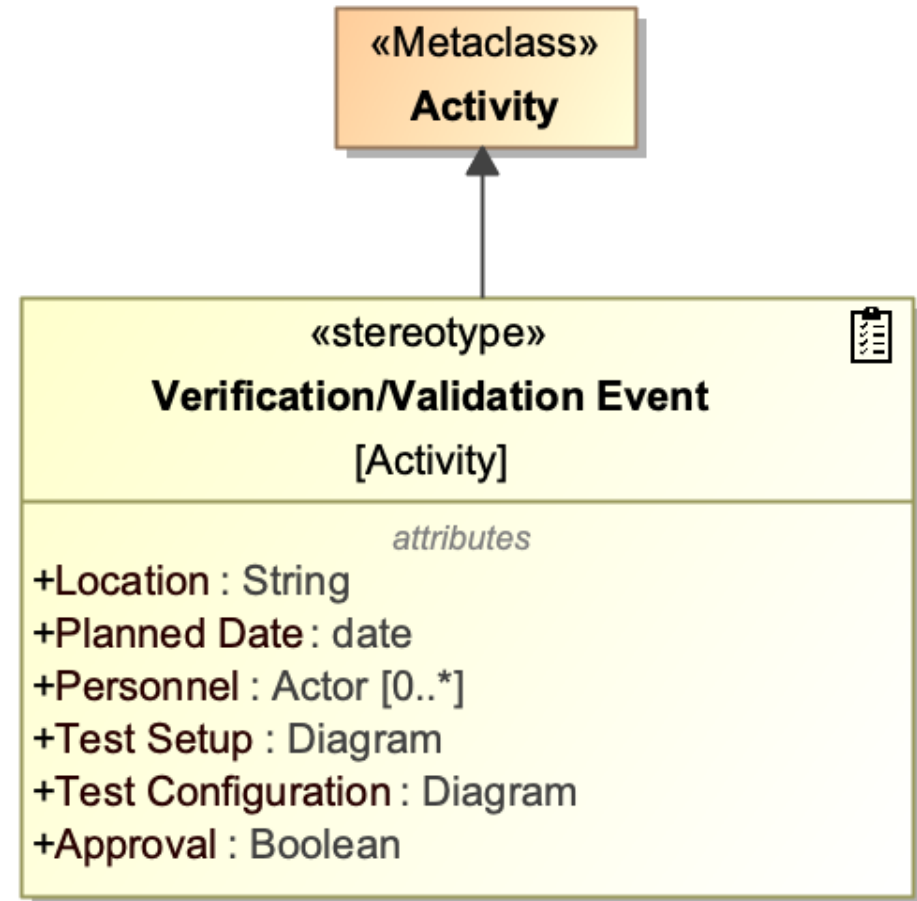 «Metaclass»
Activity
«stereotype»
Verification/Validation Event
[Activity]
attributes
+Location : String
+Planned Date : date
+Personnel : Actor [0..*]
+Test Setup : Diagram
+Test Configuration : Diagram
+Approval : Boolean